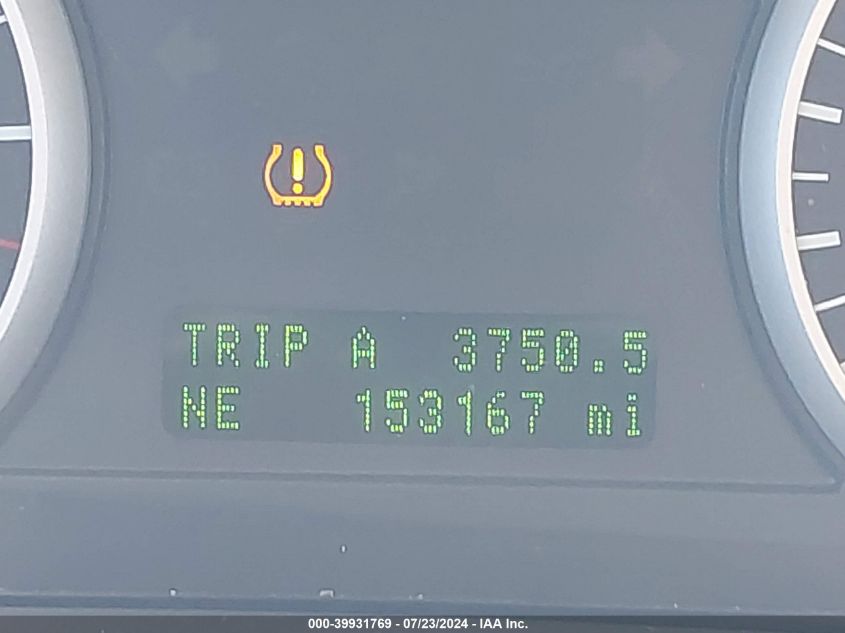 TRIP A 3750.5
NE 153167 mi
000-39931769 - 07/23/2024 - IAA Inc.